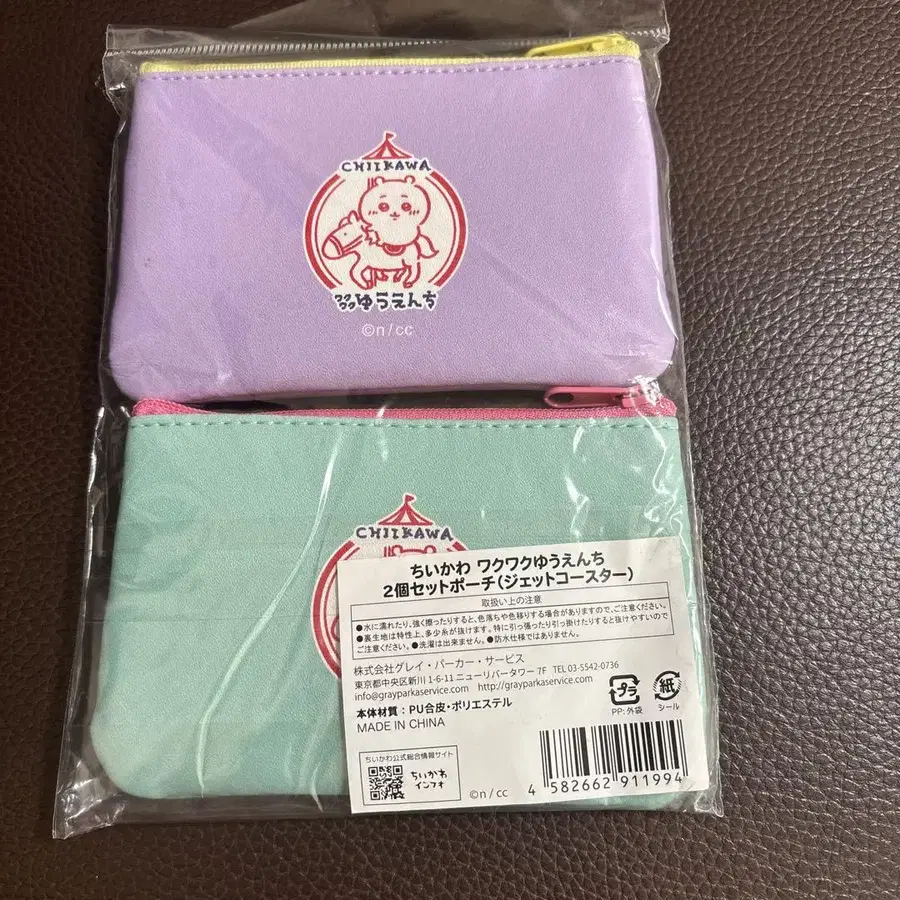 CHIIKAWA
ワクワクゆうえんち
©n/cc
CHIIKAWA
ちいかわ ワクワクゆうえんち
2個セットポーチ(ジェットコースター)
取扱い上の注意
●水に濡れたり、強く擦ったりすると、色落ちや色移りする場合がありますので、ご注意ください。
●裏生地は特性上、多少糸が抜けます。特に引っ張ったり引っ掛けたりすると抜けやすいので
ご注意ください。●洗濯は出来ません。●防水仕様ではありません。
株式会社グレイ・パーカー・サービス
東京都中央区新川 1-6-11 ニューリバータワー 7F TEL 03-5542-0736
info@grayparkaservice.com http://grayparkaservice.com
本体材質:PU合皮・ポリエステル
MADE IN CHINA
プラ
PP:外袋
紙
シール
ちいかわ公式総合情報サイト
ちいかわ
インフォ
©n/cc
4 582662 911994